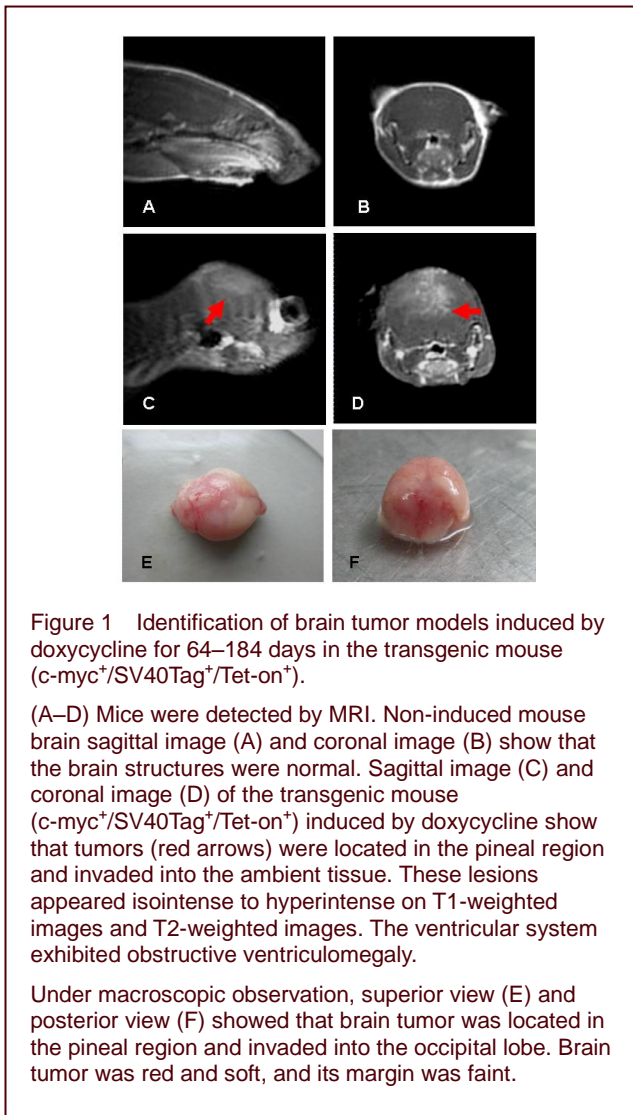 A
B
C
D
E
F
Figure 1 Identification of brain tumor models induced by
doxycycline for 64–184 days in the transgenic mouse
(c-myc⁺/SV40Tag⁺/Tet-on⁺).
(A–D) Mice were detected by MRI. Non-induced mouse
brain sagittal image (A) and coronal image (B) show that
the brain structures were normal. Sagittal image (C) and
coronal image (D) of the transgenic mouse
(c-myc⁺/SV40Tag⁺/Tet-on⁺) induced by doxycycline show
that tumors (red arrows) were located in the pineal region
and invaded into the ambient tissue. These lesions
appeared isointense to hyperintense on T1-weighted
images and T2-weighted images. The ventricular system
exhibited obstructive ventriculomegaly.
Under macroscopic observation, superior view (E) and
posterior view (F) showed that brain tumor was located in
the pineal region and invaded into the occipital lobe. Brain
tumor was red and soft, and its margin was faint.